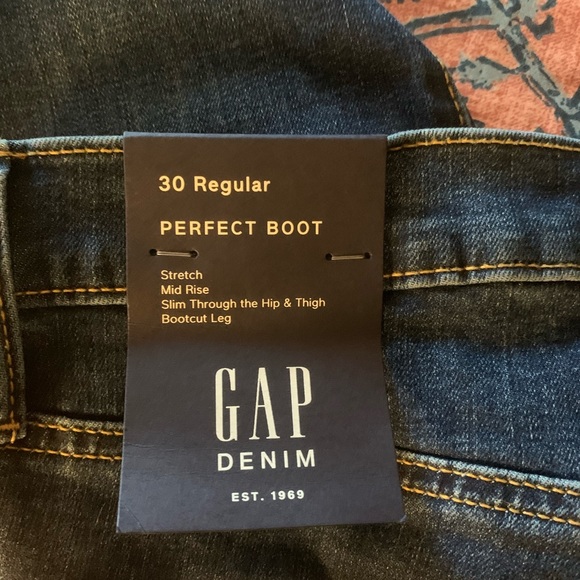 30 Regular
PERFECT BOOT
Stretch
Mid Rise
Slim Through the Hip & Thigh
Bootcut Leg
GAP
DENIM
EST. 1969